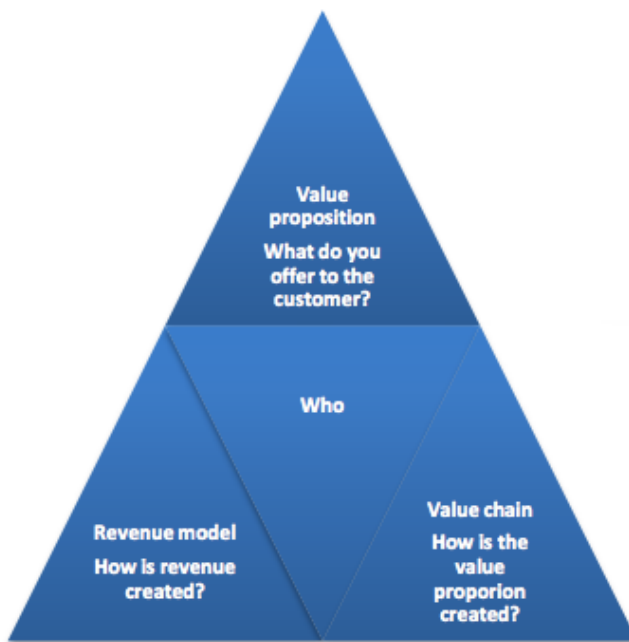 Value
proposition
What do you
offer to the
customer?
Who
Revenue model
How is revenue
created?
Value chain
How is the
value
proporion
created?